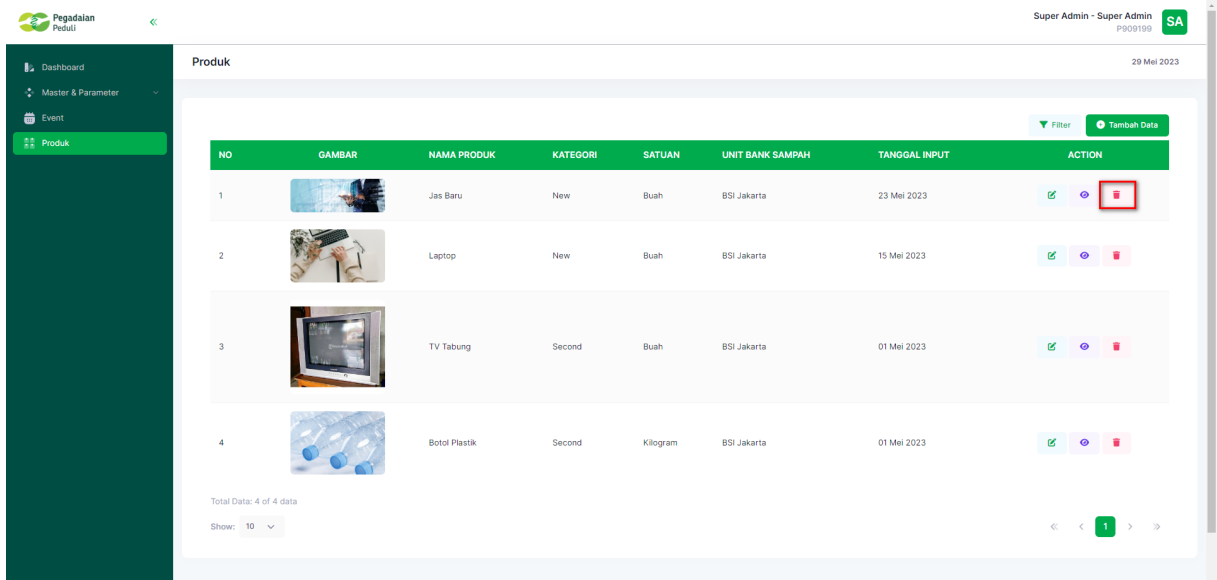 Pegadaian
Peduli
Super Admin - Super Admin
P909199
SA
Dashboard
Master & Parameter
Event
Produk
Produk
29 Mei 2023
Filter
Tambah Data
NO GAMBAR NAMA PRODUK KATEGORI SATUAN UNIT BANK SAMPAH TANGGAL INPUT ACTION
1 Jas Baru New Buah BSI Jakarta 23 Mei 2023
2 Laptop New Buah BSI Jakarta 15 Mei 2023
3 TV Tabung Second Buah BSI Jakarta 01 Mei 2023
4 Botol Plastik Second Kilogram BSI Jakarta 01 Mei 2023
Total Data: 4 of 4 data
Show: 10
1